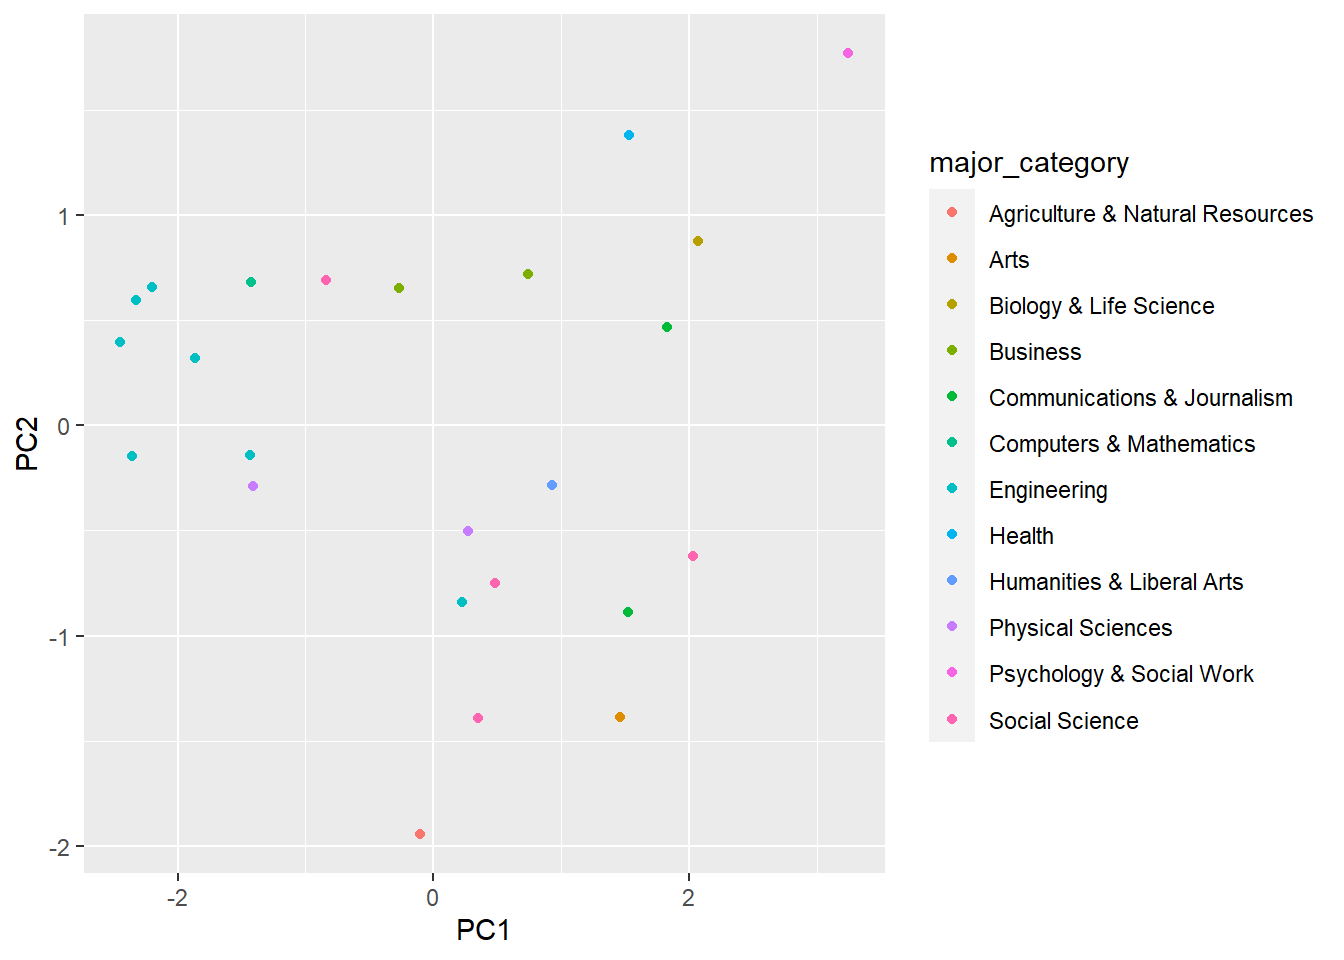 major_category
Agriculture & Natural Resources
Arts
Biology & Life Science
Business
Communications & Journalism
Computers & Mathematics
Engineering
Health
Humanities & Liberal Arts
Physical Sciences
Psychology & Social Work
Social Science
PC2
1
0
-1
-2
-2
0
2
PC1